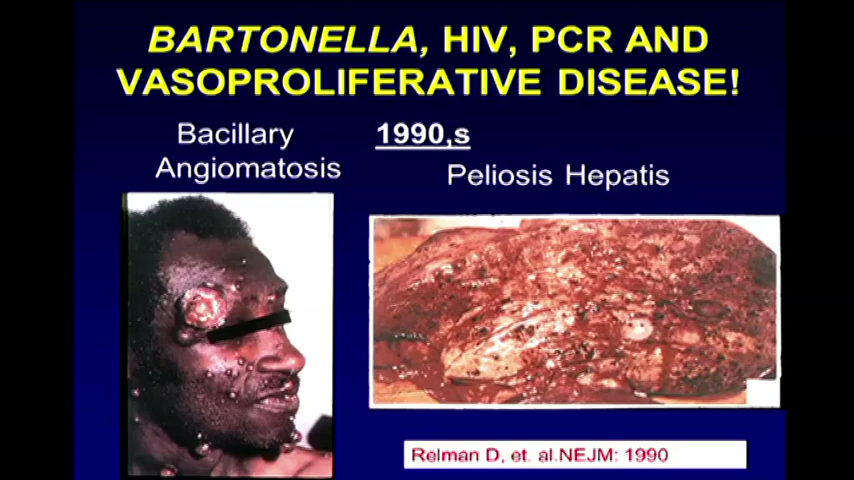 BARTONELLA, HIV, PCR AND
VASOPROLIFERATIVE DISEASE!
Bacillary
Angiomatosis
1990,s
Peliosis Hepatis
Relman D, et. al.NEJM: 1990